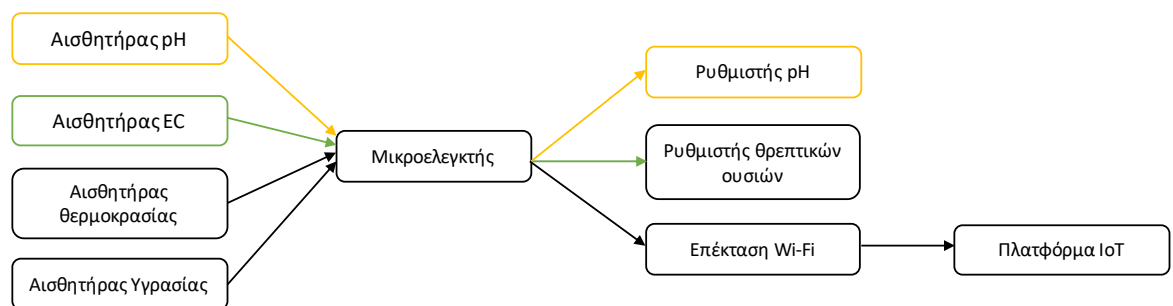 Αισθητήρας pH
Αισθητήρας EC
Αισθητήρας
θερμοκρασίας
Αισθητήρας Υγρασίας
Μικροελεγκτής
Ρυθμιστής pH
Ρυθμιστής θρεπτικών
ουσιών
Επέκταση Wi-Fi
Πλατφόρμα IoT